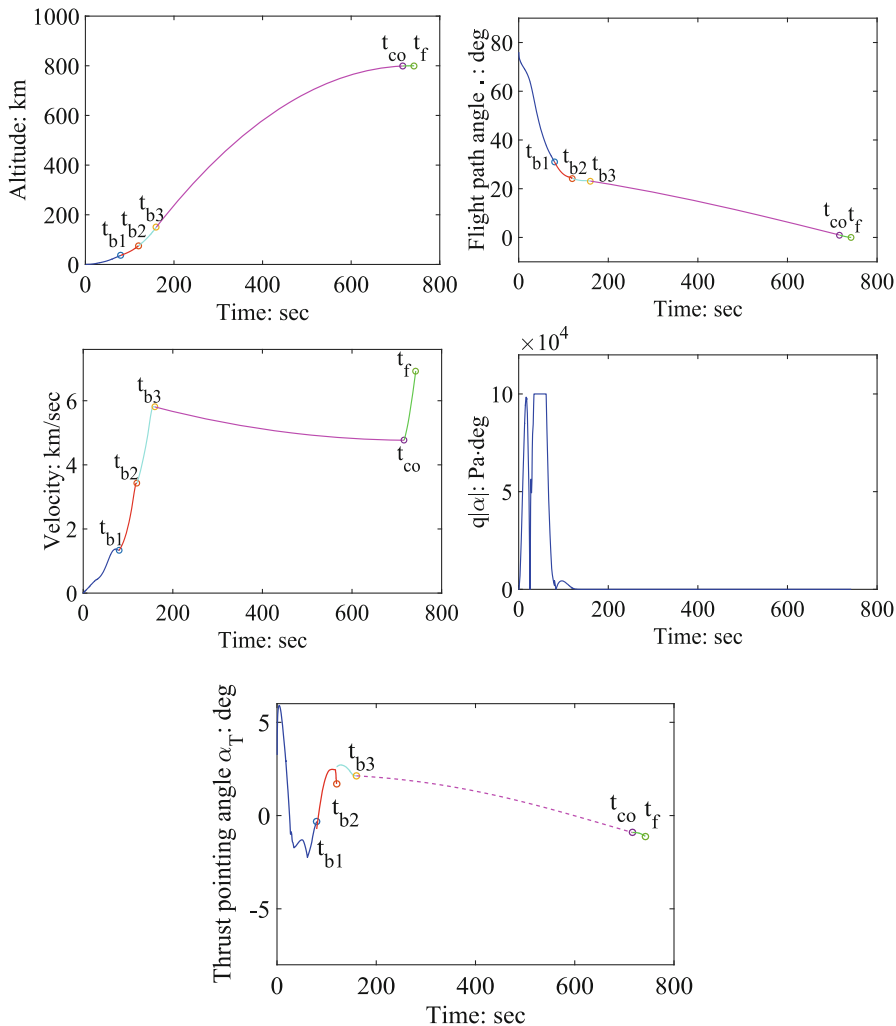 Altitude: km
1000
800
600
400
200
0
t_co t_f
t_b1 t_b2 t_b3
0 200 400 600 800
Time: sec
Flight path angle . : deg
80
60
40
20
0
t_b1 t_b2 t_b3
t_co t_f
0 200 400 600 800
Time: sec
Velocity: km/sec
6
4
2
0
t_b1
t_b2
t_b3
t_co
t_f
0 200 400 600 800
Time: sec
×10⁴
q|α|: Pa·deg
10
5
0
0 200 400 600 800
Time: sec
Thrust pointing angle α_T: deg
5
0
-5
t_b3
t_b2
t_b1
t_co t_f
0 200 400 600 800
Time: sec